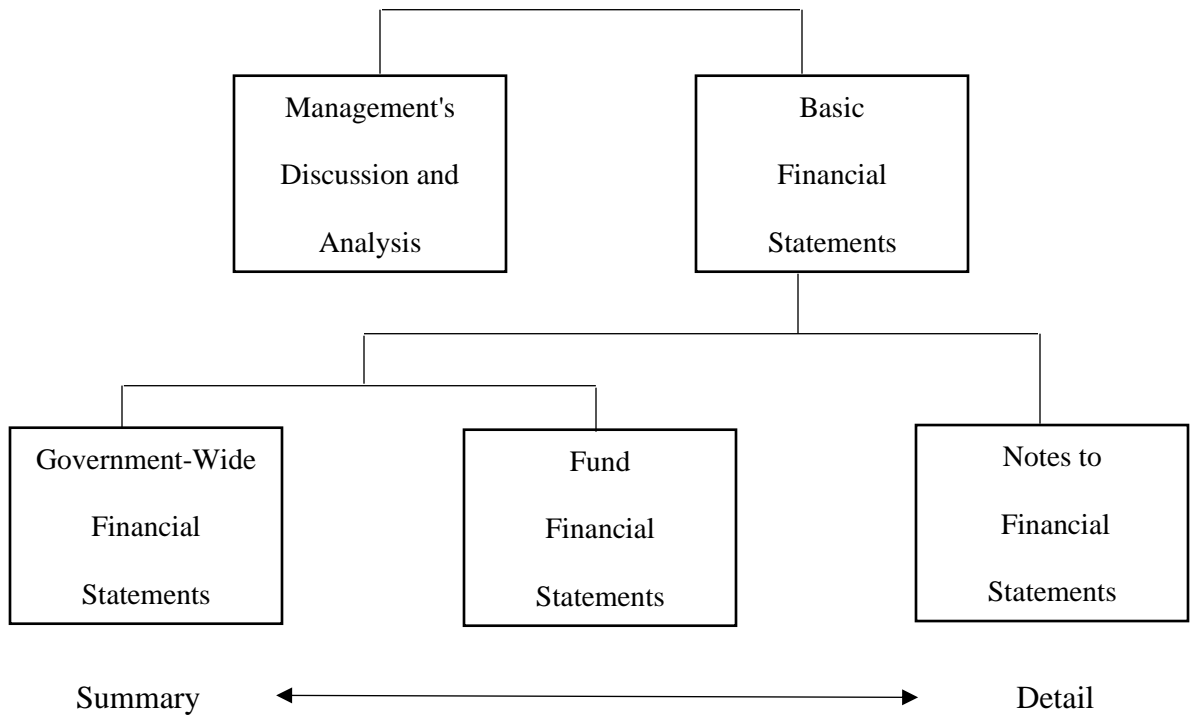 Management's
Discussion and
Analysis
Basic
Financial
Statements
Government-Wide
Financial
Statements
Fund
Financial
Statements
Notes to
Financial
Statements
Summary
Detail